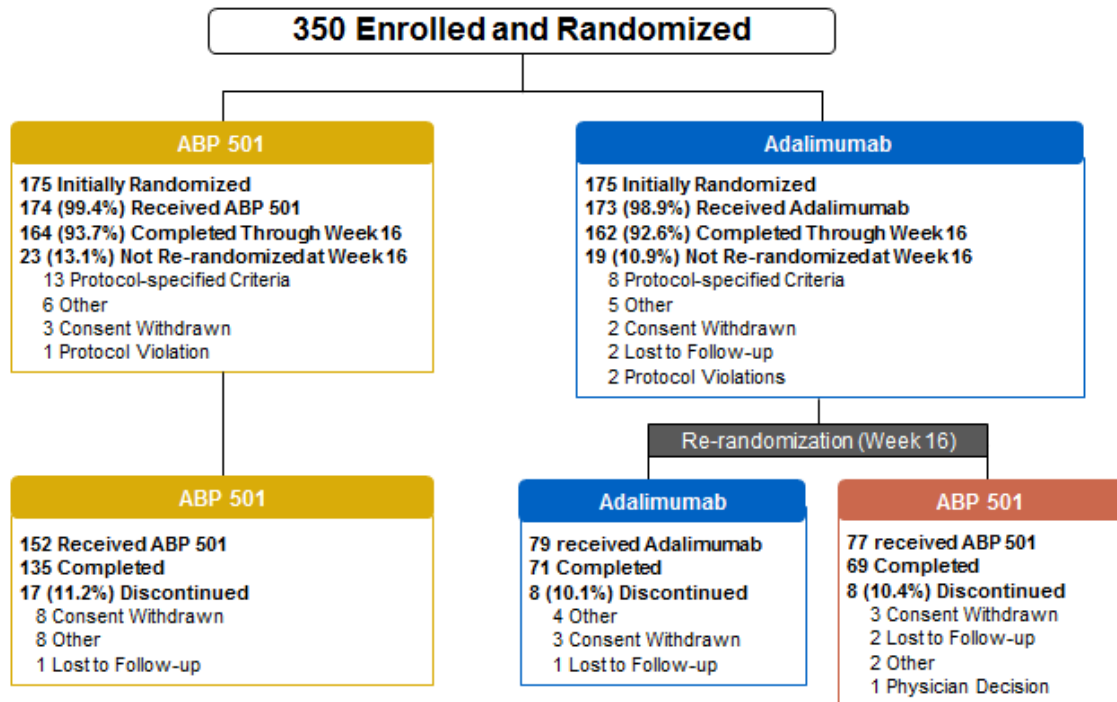 350 Enrolled and Randomized
ABP 501
175 Initially Randomized
174 (99.4%) Received ABP 501
164 (93.7%) Completed Through Week 16
23 (13.1%) Not Re-randomized at Week 16
13 Protocol-specified Criteria
6 Other
3 Consent Withdrawn
1 Protocol Violation
Adalimumab
175 Initially Randomized
173 (98.9%) Received Adalimumab
162 (92.6%) Completed Through Week 16
19 (10.9%) Not Re-randomized at Week 16
8 Protocol-specified Criteria
5 Other
2 Consent Withdrawn
2 Lost to Follow-up
2 Protocol Violations
Re-randomization (Week 16)
ABP 501
152 Received ABP 501
135 Completed
17 (11.2%) Discontinued
8 Consent Withdrawn
8 Other
1 Lost to Follow-up
Adalimumab
79 received Adalimumab
71 Completed
8 (10.1%) Discontinued
4 Other
3 Consent Withdrawn
1 Lost to Follow-up
ABP 501
77 received ABP 501
69 Completed
8 (10.4%) Discontinued
3 Consent Withdrawn
2 Lost to Follow-up
2 Other
1 Physician Decision